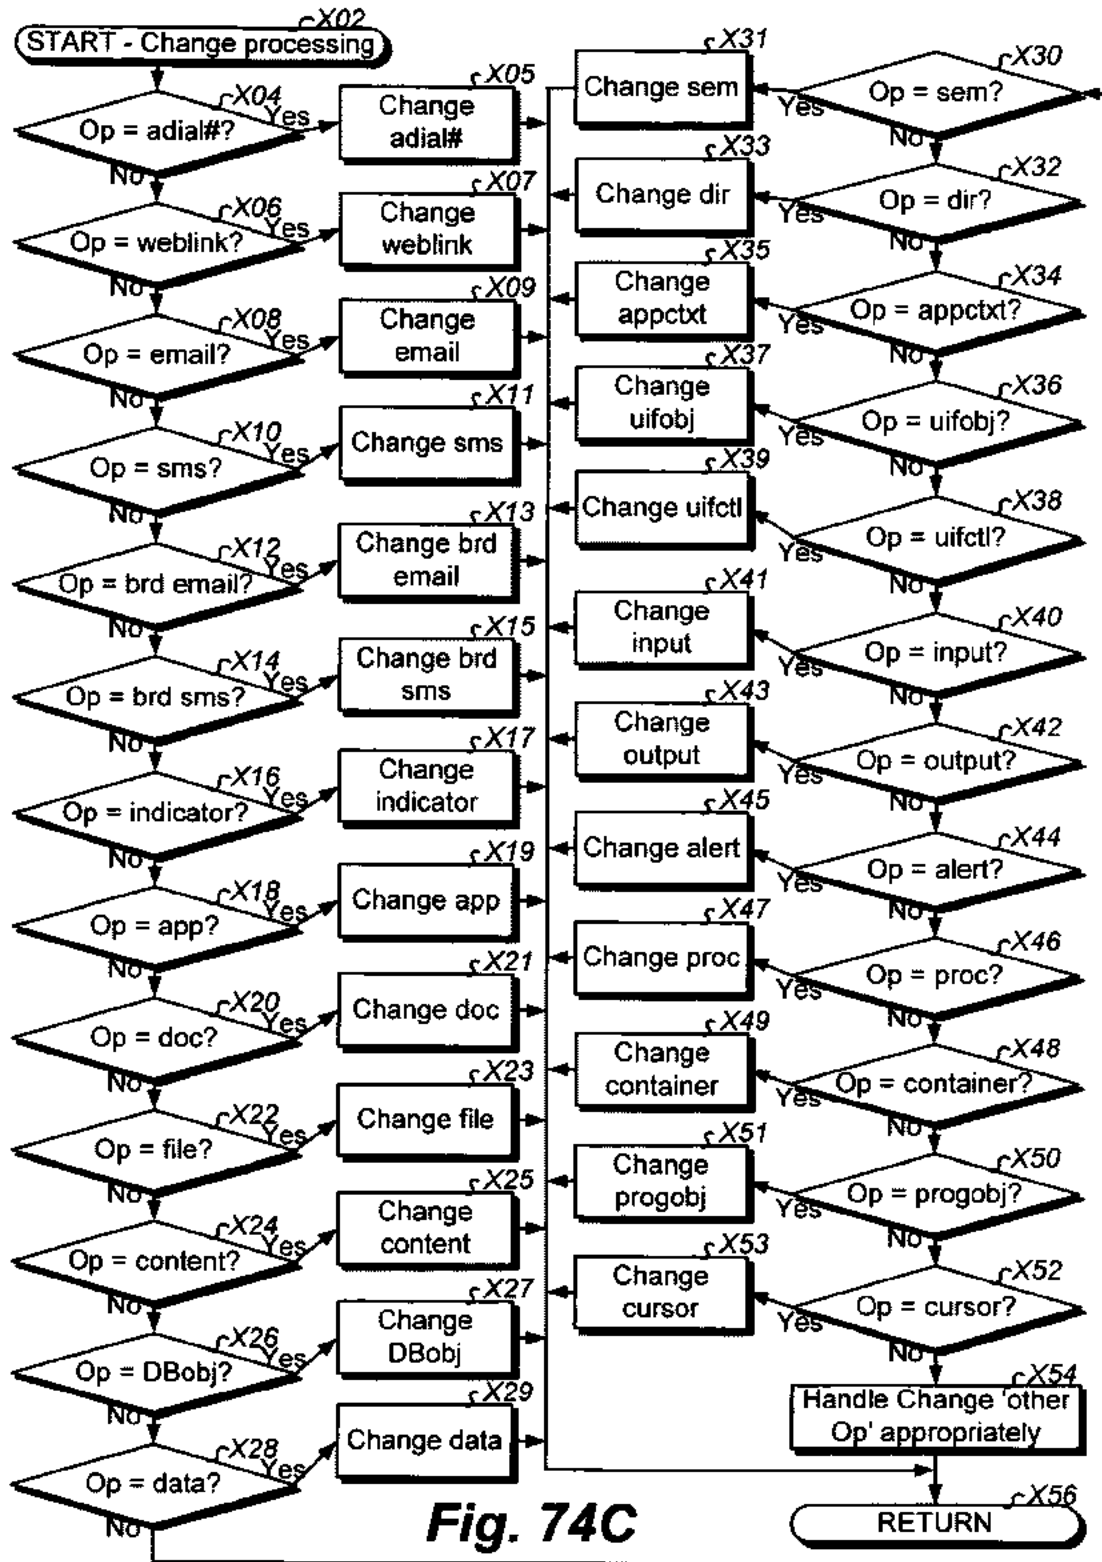 X02
START - Change processing
X04
Op = adial#?
Yes
No
X05
Change
adial#
X06
Op = weblink?
Yes
No
X07
Change
weblink
X08
Op = email?
Yes
No
X09
Change
email
X10
Op = sms?
Yes
No
X11
Change sms
X12
Op = brd email?
Yes
No
X13
Change brd
email
X14
Op = brd sms?
Yes
No
X15
Change brd
sms
X16
Op = indicator?
Yes
No
X17
Change
indicator
X18
Op = app?
Yes
No
X19
Change app
X20
Op = doc?
Yes
No
X21
Change doc
X22
Op = file?
Yes
No
X23
Change file
X24
Op = content?
Yes
No
X25
Change
content
X26
Op = DBobj?
Yes
No
X27
Change
DBobj
X28
Op = data?
Yes
No
X29
Change data
X30
Op = sem?
Yes
No
X31
Change sem
X32
Op = dir?
Yes
No
X33
Change dir
X34
Op = appctxt?
Yes
No
X35
Change
appctxt
X36
Op = uifobj?
Yes
No
X37
Change
uifobj
X38
Op = uifctl?
Yes
No
X39
Change uifctl
X40
Op = input?
Yes
No
X41
Change
input
X42
Op = output?
Yes
No
X43
Change
output
X44
Op = alert?
Yes
No
X45
Change alert
X46
Op = proc?
Yes
No
X47
Change proc
X48
Op = container?
Yes
No
X49
Change
container
X50
Op = progobj?
Yes
No
X51
Change
progobj
X52
Op = cursor?
Yes
No
X53
Change
cursor
X54
Handle Change 'other
Op' appropriately
X56
RETURN
Fig. 74C